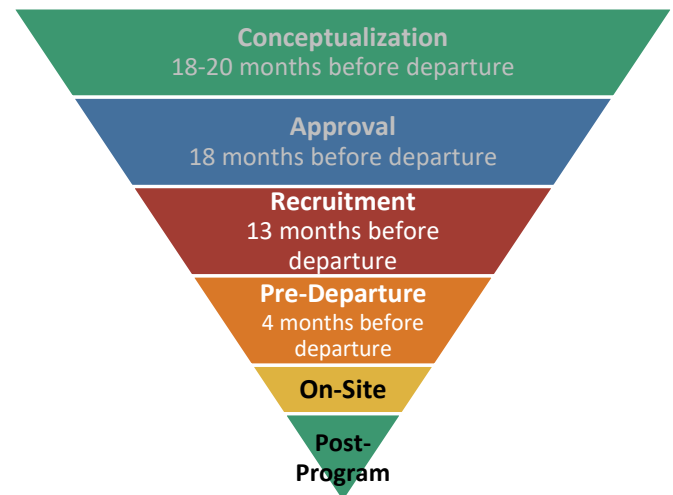 Conceptualization
18-20 months before departure
Approval
18 months before departure
Recruitment
13 months before
departure
Pre-Departure
4 months before
departure
On-Site
Post-
Program